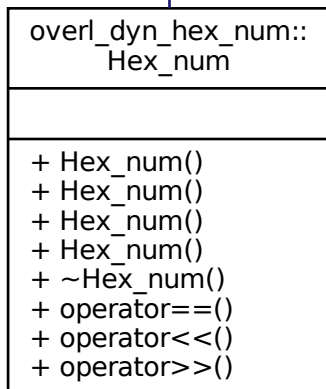 overl_dyn_hex_num::
Hex_num
+ Hex_num()
+ Hex_num()
+ Hex_num()
+ Hex_num()
+ ~Hex_num()
+ operator==()
+ operator<<()
+ operator>>()